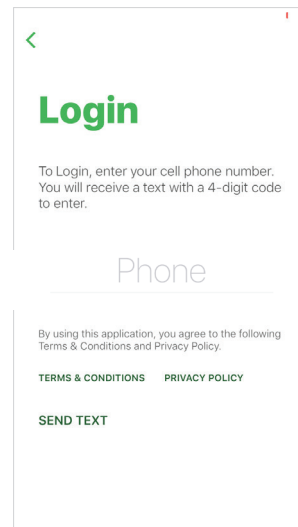 Login
To Login, enter your cell phone number.
You will receive a text with a 4-digit code
to enter.
Phone
By using this application, you agree to the following
Terms & Conditions and Privacy Policy.
TERMS & CONDITIONS PRIVACY POLICY
SEND TEXT